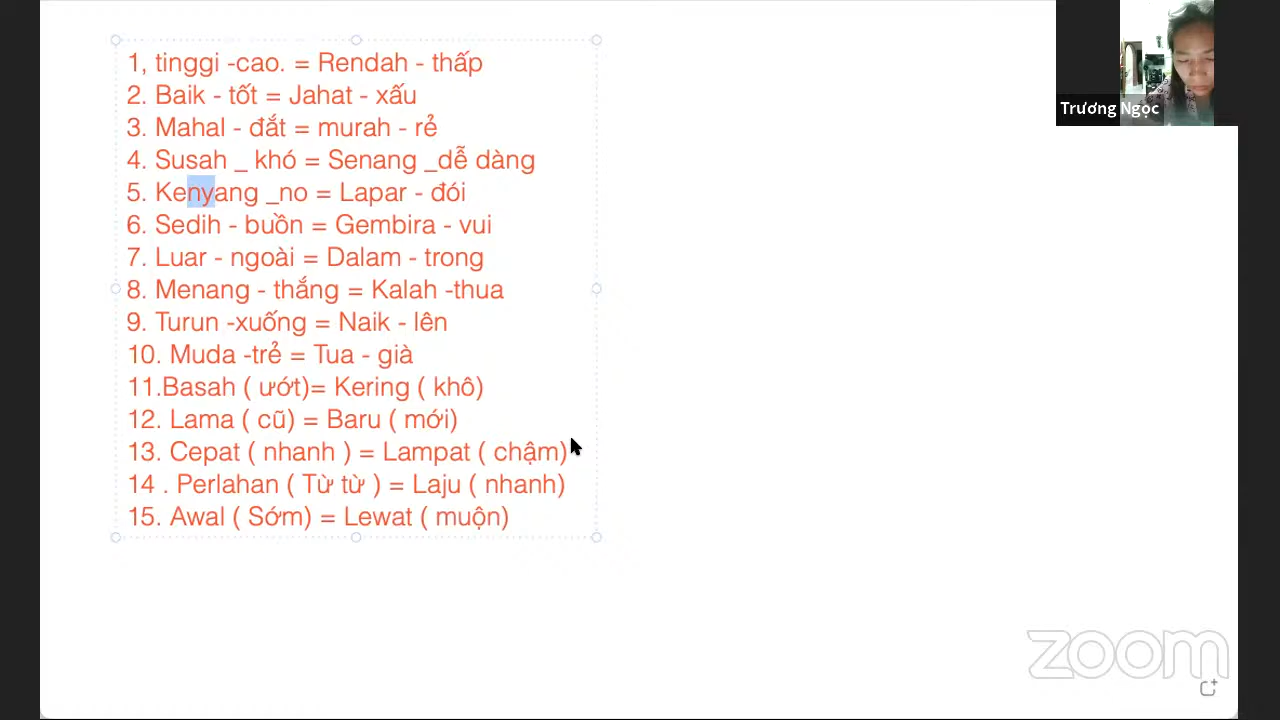 1, tinggi -cao. = Rendah - thấp
2. Baik - tốt = Jahat - xấu
3. Mahal - đắt = murah - rẻ
4. Susah _ khó = Senang _dễ dàng
5. Kenyang _no = Lapar - đói
6. Sedih - buồn = Gembira - vui
7. Luar - ngoài = Dalam - trong
8. Menang - thắng = Kalah -thua
9. Turun -xuống = Naik - lên
10. Muda -trẻ = Tua - già
11.Basah ( ướt)= Kering ( khô)
12. Lama ( cũ) = Baru ( mới)
13. Cepat ( nhanh ) = Lampat ( chậm)
14 . Perlahan ( Từ từ ) = Laju ( nhanh)
15. Awal ( Sớm) = Lewat ( muộn)
Trương Ngọc
zoom